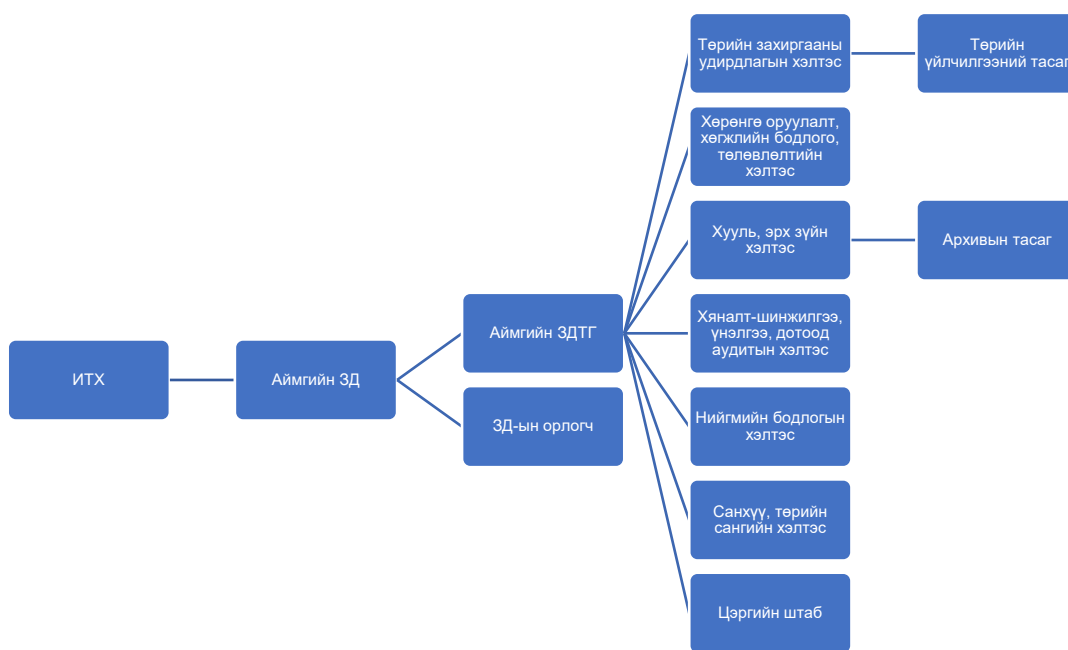 ИТХ
Аймгийн ЗД
Аймгийн ЗДТГ
ЗД-ын орлогч
Төрийн захиргааны
удирдлагын хэлтэс
Төрийн
үйлчилгээний тасаг
Хөрөнгө оруулалт,
хөгжлийн бодлого,
төлөвлөлтийн
хэлтэс
Хууль, эрх зүйн
хэлтэс
Архивын тасаг
Хяналт-шинжилгээ,
үнэлгээ, дотоод
аудитын хэлтэс
Нийгмийн бодлогын
хэлтэс
Санхүү, төрийн
сангийн хэлтэс
Цэргийн штаб